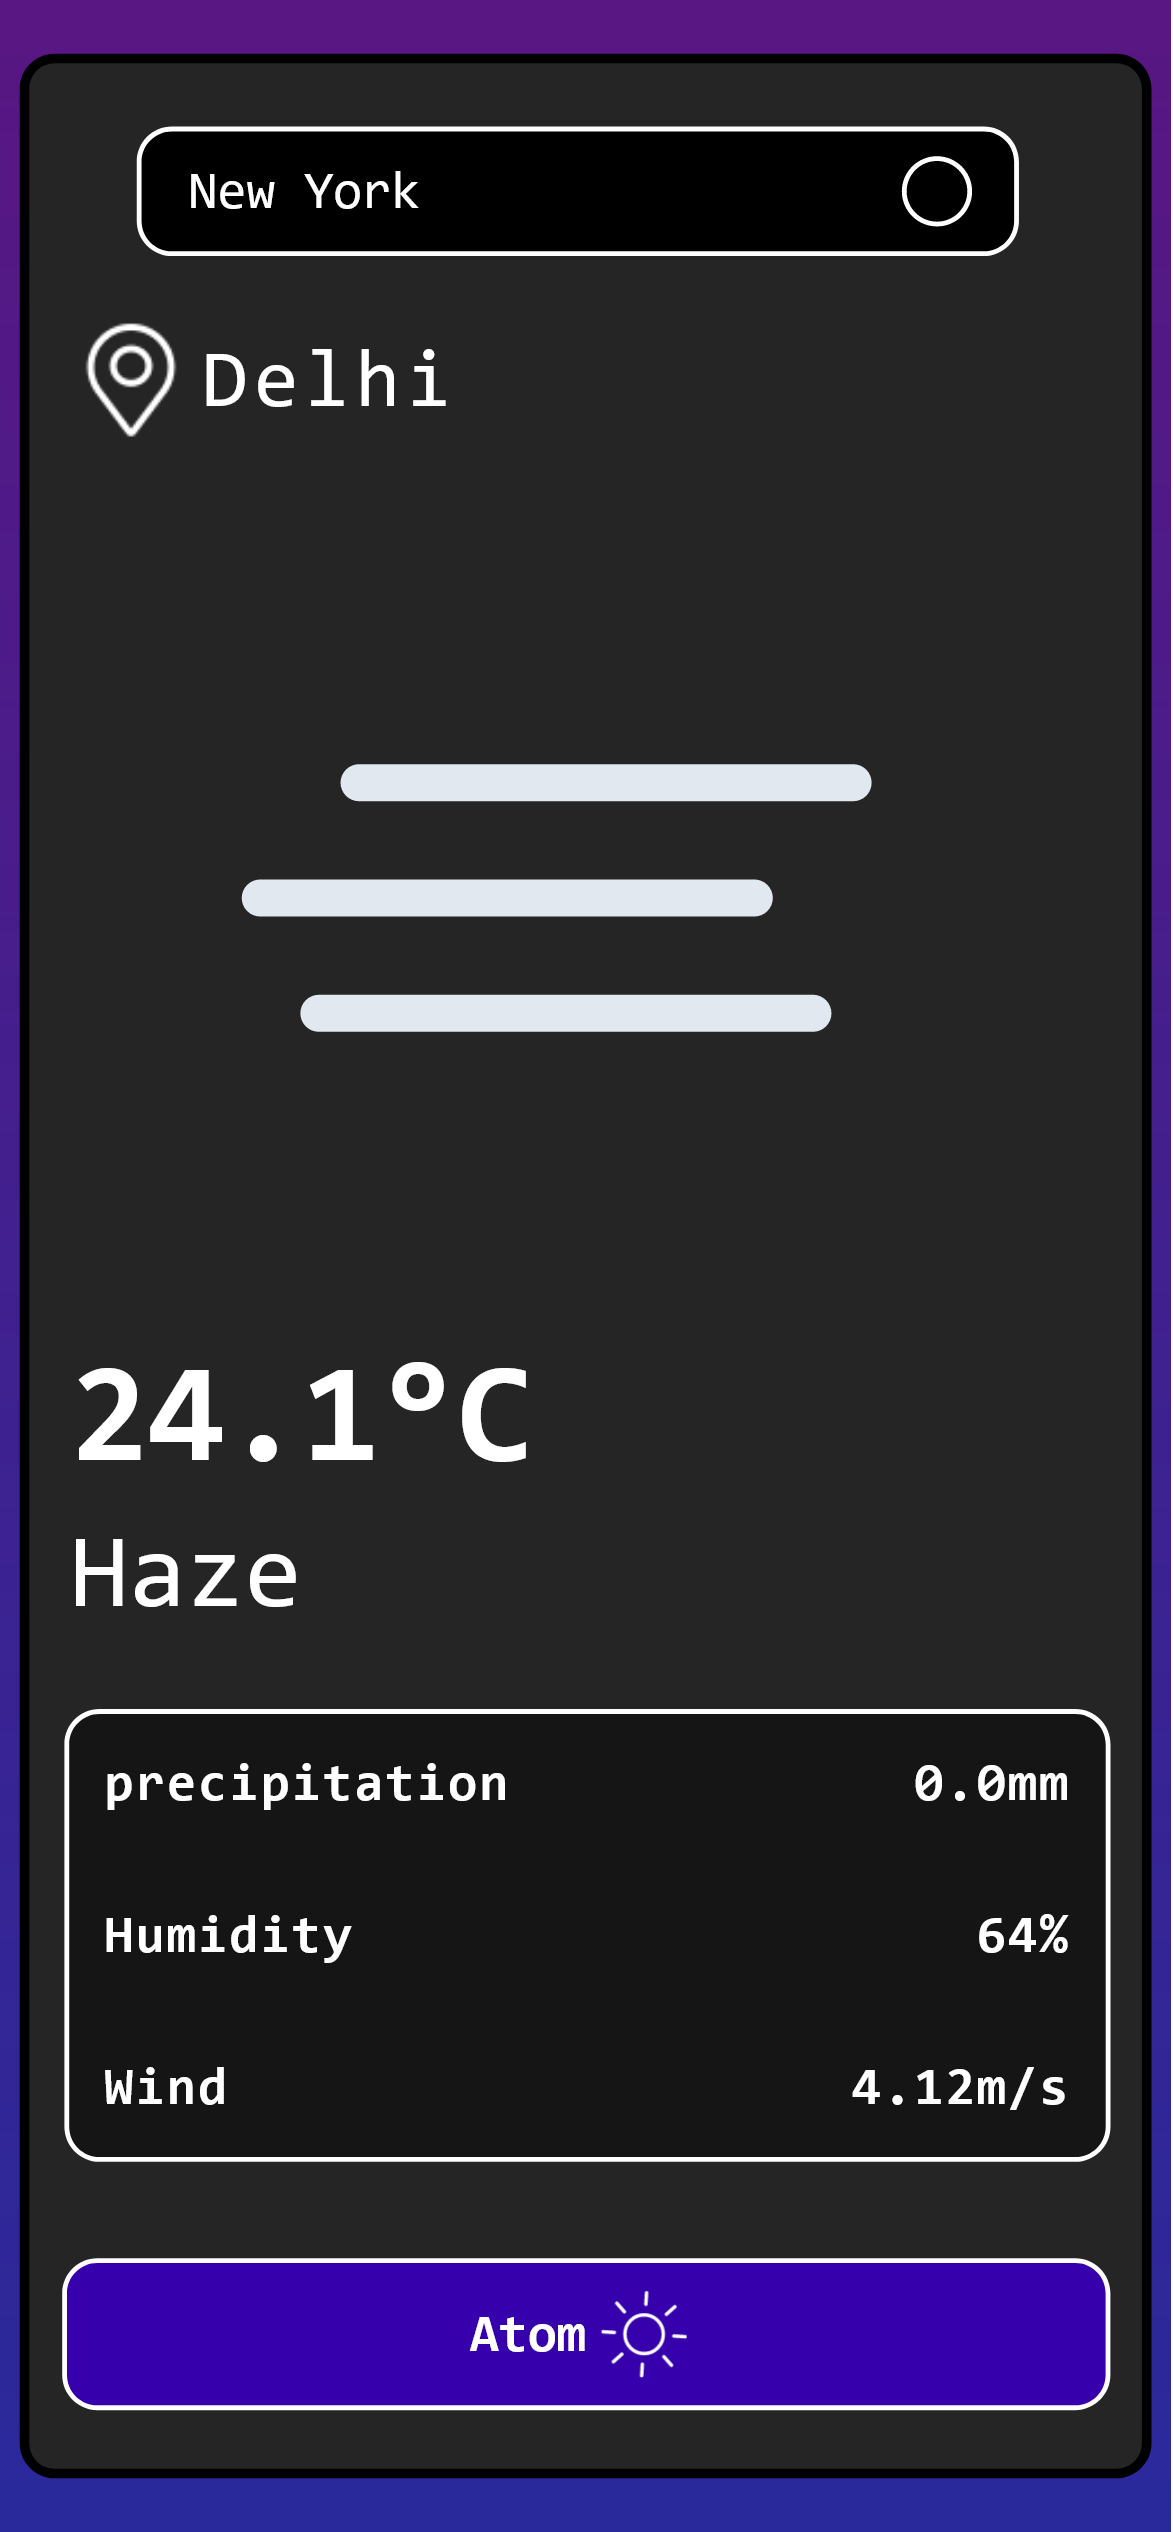 New York
Delhi
24.1°C
Haze
precipitation 0.0mm
Humidity 64%
Wind 4.12m/s
Atom